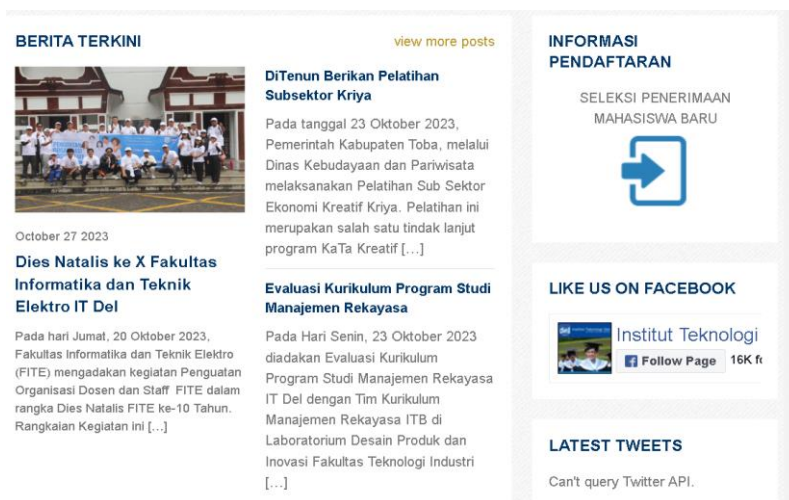 BERITA TERKINI
view more posts
October 27 2023
Dies Natalis ke X Fakultas
Informatika dan Teknik
Elektro IT Del
Pada hari Jumat, 20 Oktober 2023,
Fakultas Informatika dan Teknik Elektro
(FITE) mengadakan kegiatan Penguatan
Organisasi Dosen dan Staff FITE dalam
rangka Dies Natalis FITE ke-10 Tahun.
Rangkaian Kegiatan ini [...]
DiTenun Berikan Pelatihan
Subsektor Kriya
Pada tanggal 23 Oktober 2023,
Pemerintah Kabupaten Toba, melalui
Dinas Kebudayaan dan Pariwisata
melaksanakan Pelatihan Sub Sektor
Ekonomi Kreatif Kriya. Pelatihan ini
merupakan salah satu tindak lanjut
program KaTa Kreatif [...]
Evaluasi Kurikulum Program Studi
Manajemen Rekayasa
Pada Hari Senin, 23 Oktober 2023
diadakan Evaluasi Kurikulum
Program Studi Manajemen Rekayasa
IT Del dengan Tim Kurikulum
Manajemen Rekayasa ITB di
Laboratorium Desain Produk dan
Inovasi Fakultas Teknologi Industri
[...]
INFORMASI
PENDAFTARAN
SELEKSI PENERIMAAN
MAHASISWA BARU
LIKE US ON FACEBOOK
Institut Teknologi
Follow Page
16K fo
LATEST TWEETS
Can't query Twitter API.